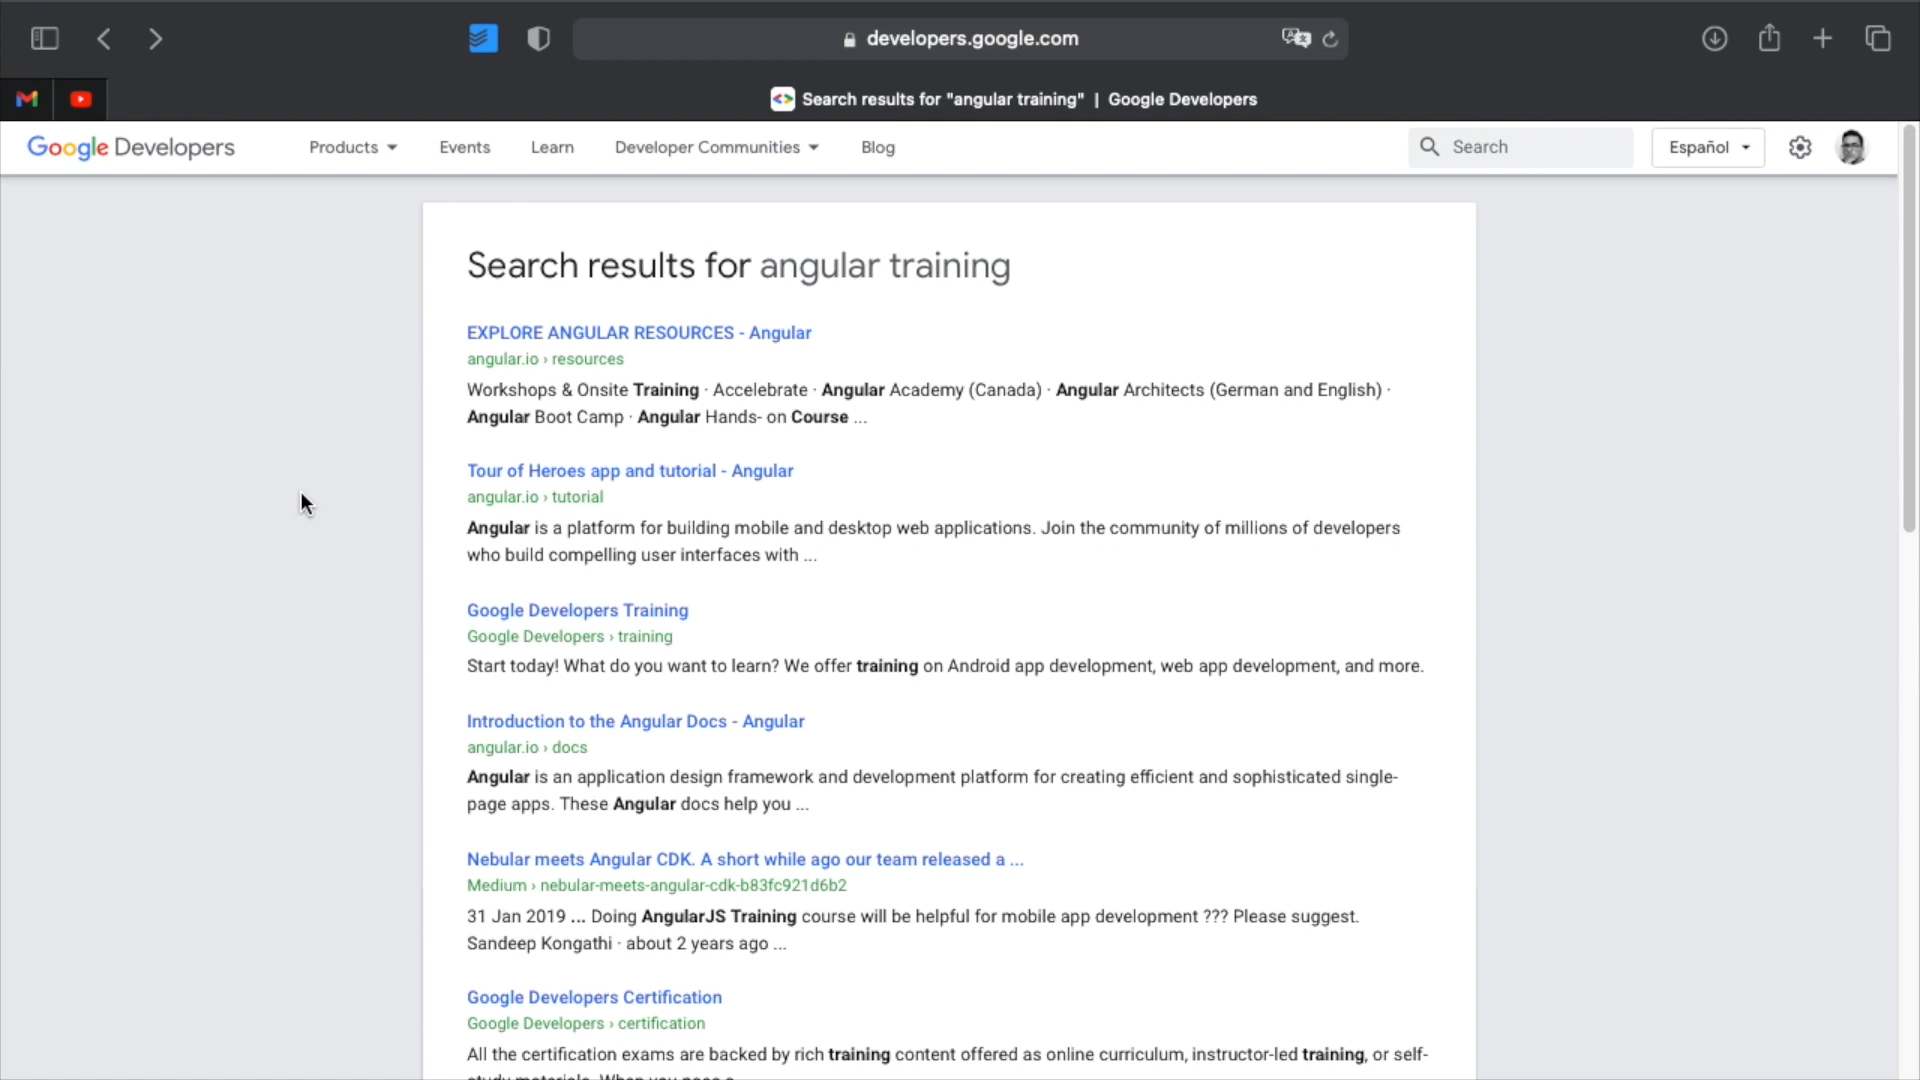 developers.google.com
Search results for "angular training" | Google Developers
Google Developers
Products
Events
Learn
Developer Communities
Blog
Search
Español
Search results for angular training
EXPLORE ANGULAR RESOURCES - Angular
angular.io › resources
Workshops & Onsite Training · Accelebrate · Angular Academy (Canada) · Angular Architects (German and English) ·
Angular Boot Camp · Angular Hands- on Course ...
Tour of Heroes app and tutorial - Angular
angular.io › tutorial
Angular is a platform for building mobile and desktop web applications. Join the community of millions of developers
who build compelling user interfaces with ...
Google Developers Training
Google Developers › training
Start today! What do you want to learn? We offer training on Android app development, web app development, and more.
Introduction to the Angular Docs - Angular
angular.io › docs
Angular is an application design framework and development platform for creating efficient and sophisticated single-
page apps. These Angular docs help you ...
Nebular meets Angular CDK. A short while ago our team released a ...
Medium › nebular-meets-angular-cdk-b83fc921d6b2
31 Jan 2019 ... Doing AngularJS Training course will be helpful for mobile app development ??? Please suggest.
Sandeep Kongathi · about 2 years ago ...
Google Developers Certification
Google Developers › certification
All the certification exams are backed by rich training content offered as online curriculum, instructor-led training, or self-